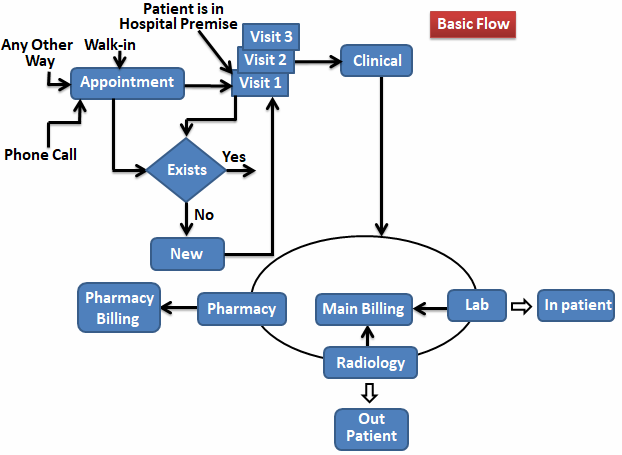 Patient is in
Hospital Premise
Basic Flow
Any Other
Way
Walk-in
Visit 3
Visit 2
Visit 1
Clinical
Appointment
Phone Call
Exists
Yes
No
New
Pharmacy
Billing
Pharmacy
Main Billing
Lab
In patient
Radiology
Out
Patient